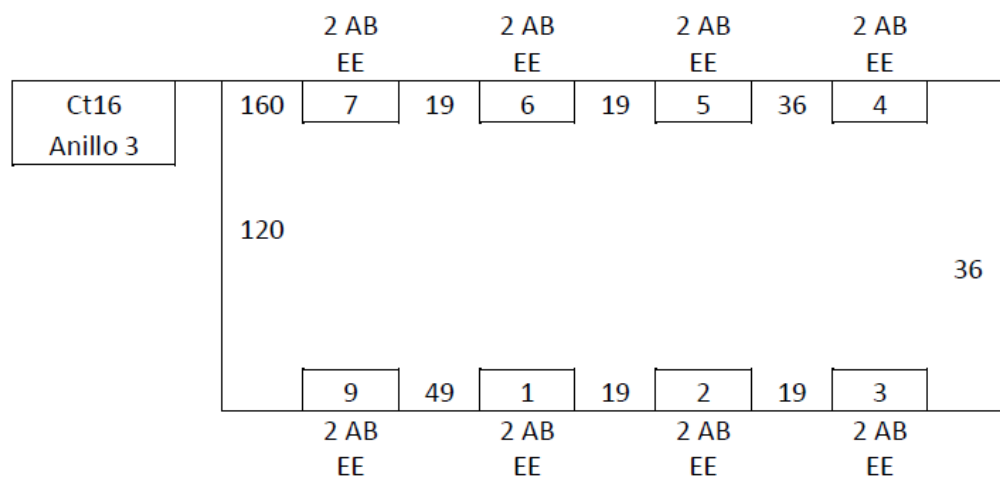 2 AB 2 AB 2 AB 2 AB
EE EE EE EE
Ct16 160 7 19 6 19 5 36 4
Anillo 3
120
36
9 49 1 19 2 19 3
2 AB 2 AB 2 AB 2 AB
EE EE EE EE